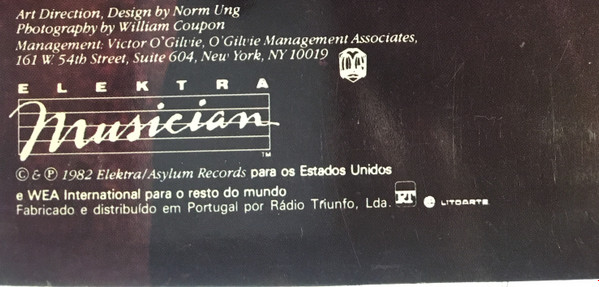 Art Direction, Design by Norm Ung
Photography by William Coupon
Management: Victor O'Gilvie, O'Gilvie Management Associates,
161 W. 54th Street, Suite 604, New York, NY 10019
ELEKTRA
Musician
TM
© & ℗ 1982 Elektra/Asylum Records para os Estados Unidos
e WEA International para o resto do mundo
Fabricado e distribuído em Portugal por Rádio Triunfo, Lda. RT LITOARTE